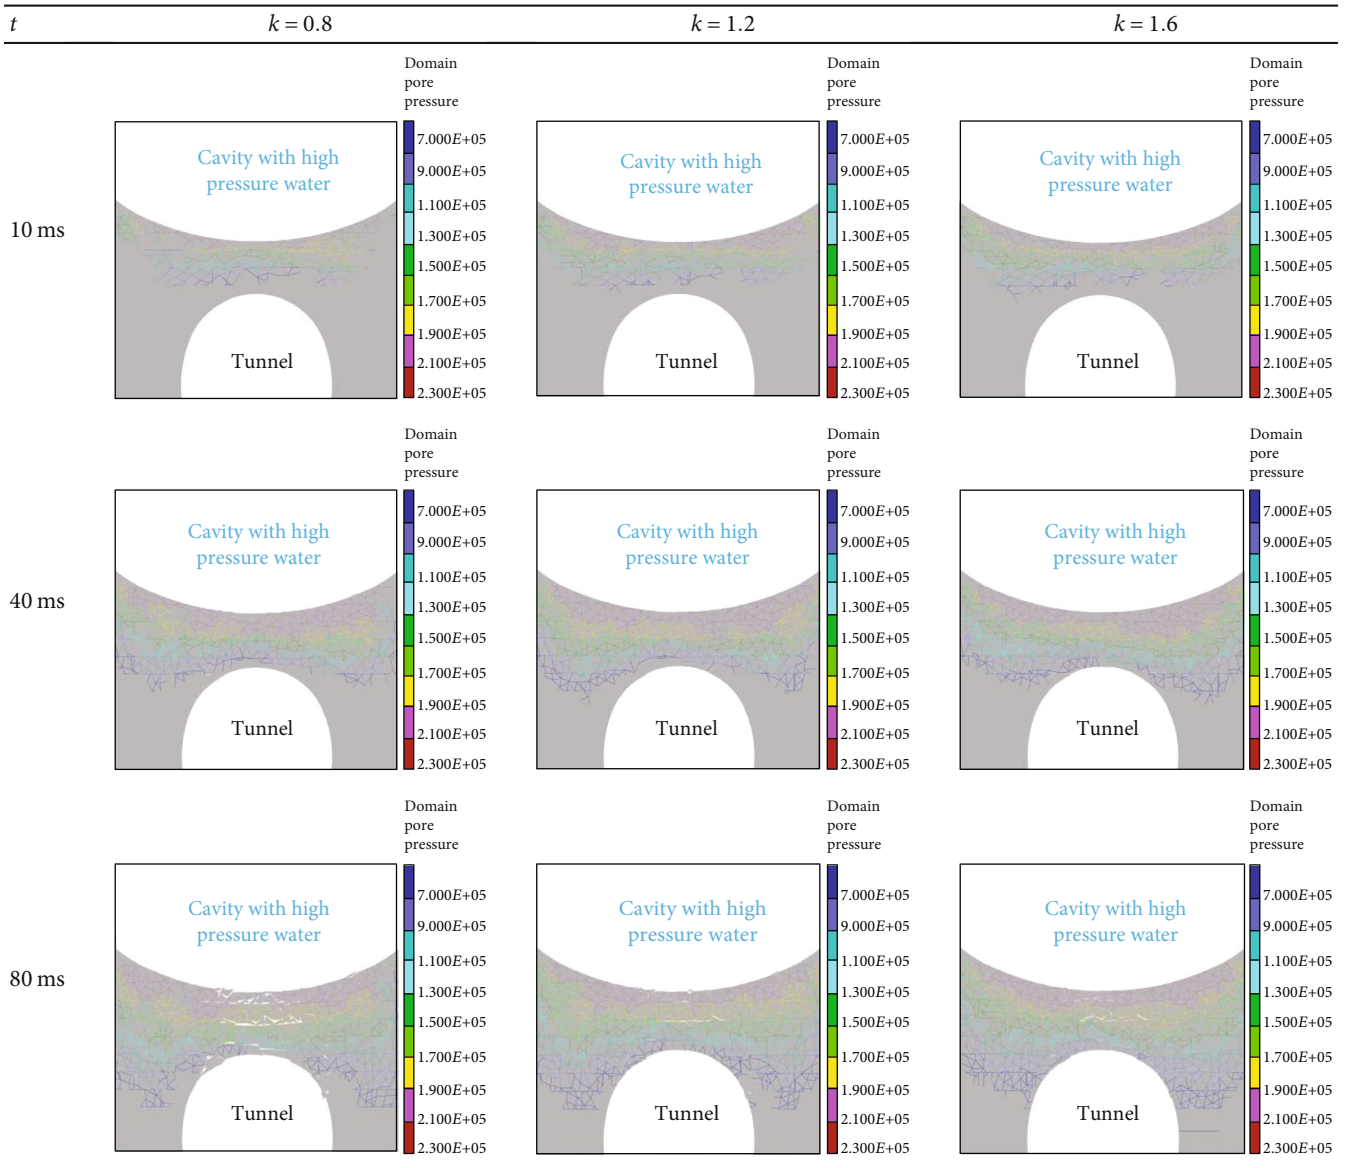 t k = 0.8 k = 1.2 k = 1.6
10 ms
Domain
pore
pressure
Cavity with high
pressure water
Tunnel
7.000E+05
9.000E+05
1.100E+05
1.300E+05
1.500E+05
1.700E+05
1.900E+05
2.100E+05
2.300E+05
Domain
pore
pressure
Cavity with high
pressure water
Tunnel
7.000E+05
9.000E+05
1.100E+05
1.300E+05
1.500E+05
1.700E+05
1.900E+05
2.100E+05
2.300E+05
Domain
pore
pressure
Cavity with high
pressure water
Tunnel
7.000E+05
9.000E+05
1.100E+05
1.300E+05
1.500E+05
1.700E+05
1.900E+05
2.100E+05
2.300E+05
40 ms
Domain
pore
pressure
Cavity with high
pressure water
Tunnel
7.000E+05
9.000E+05
1.100E+05
1.300E+05
1.500E+05
1.700E+05
1.900E+05
2.100E+05
2.300E+05
Domain
pore
pressure
Cavity with high
pressure water
Tunnel
7.000E+05
9.000E+05
1.100E+05
1.300E+05
1.500E+05
1.700E+05
1.900E+05
2.100E+05
2.300E+05
Domain
pore
pressure
Cavity with high
pressure water
Tunnel
7.000E+05
9.000E+05
1.100E+05
1.300E+05
1.500E+05
1.700E+05
1.900E+05
2.100E+05
2.300E+05
80 ms
Domain
pore
pressure
Cavity with high
pressure water
Tunnel
7.000E+05
9.000E+05
1.100E+05
1.300E+05
1.500E+05
1.700E+05
1.900E+05
2.100E+05
2.300E+05
Domain
pore
pressure
Cavity with high
pressure water
Tunnel
7.000E+05
9.000E+05
1.100E+05
1.300E+05
1.500E+05
1.700E+05
1.900E+05
2.100E+05
2.300E+05
Domain
pore
pressure
Cavity with high
pressure water
Tunnel
7.000E+05
9.000E+05
1.100E+05
1.300E+05
1.500E+05
1.700E+05
1.900E+05
2.100E+05
2.300E+05